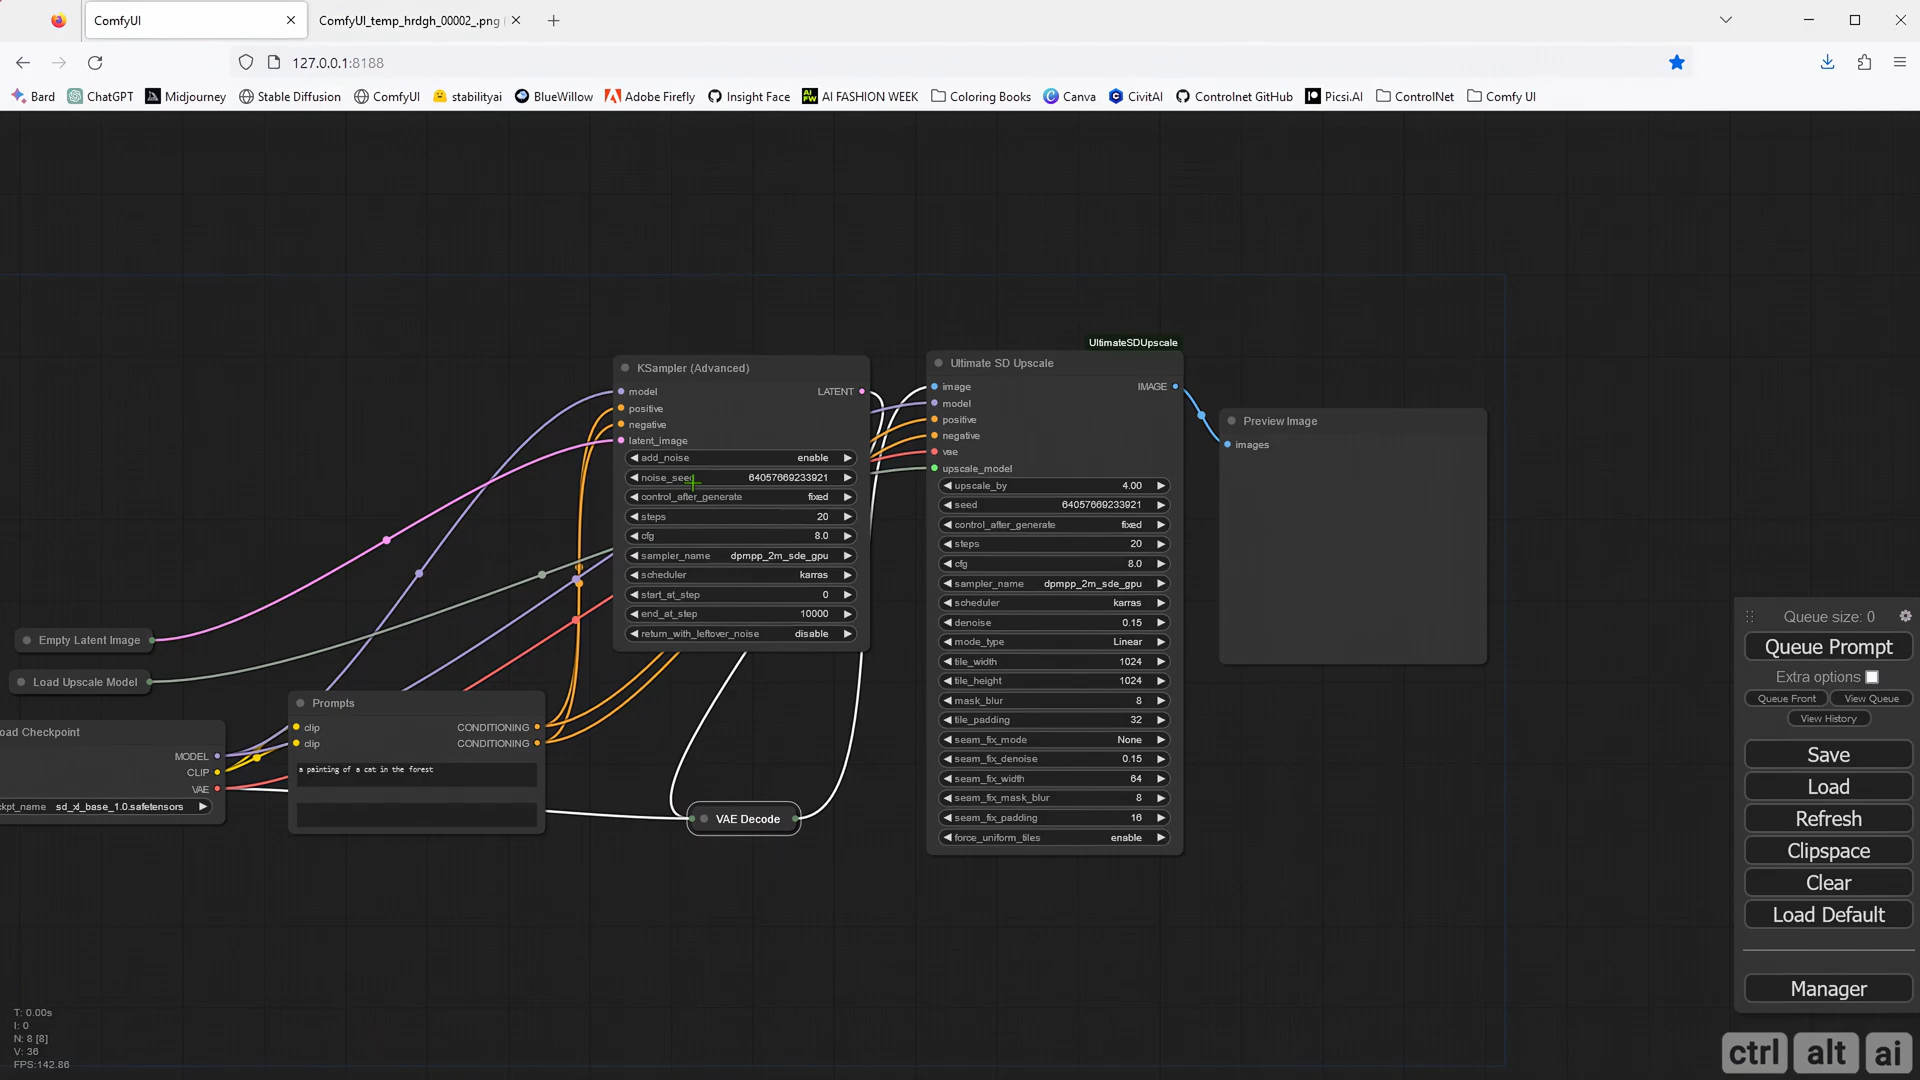 ComfyUI
ComfyUI_temp_hrdgh_00002_.png
127.0.0.1:8188
Bard
ChatGPT
Midjourney
Stable Diffusion
ComfyUI
stabilityai
BlueWillow
Adobe Firefly
Insight Face
AI FASHION WEEK
Coloring Books
Canva
CivitAI
Controlnet GitHub
Picsi.AI
ControlNet
Comfy UI
Empty Latent Image
Load Upscale Model
oad Checkpoint
MODEL
CLIP
VAE
ckpt_name sd_xl_base_1.0.safetensors
Prompts
clip CONDITIONING
clip CONDITIONING
a painting of a cat in the forest
KSampler (Advanced)
model LATENT
positive
negative
latent_image
add_noise enable
noise_seed 64057669233921
control_after_generate fixed
steps 20
cfg 8.0
sampler_name dpmpp_2m_sde_gpu
scheduler karras
start_at_step 0
end_at_step 10000
return_with_leftover_noise disable
VAE Decode
UltimateSDUpscale
Ultimate SD Upscale
image IMAGE
model
positive
negative
vae
upscale_model
upscale_by 4.00
seed 64057669233921
control_after_generate fixed
steps 20
cfg 8.0
sampler_name dpmpp_2m_sde_gpu
scheduler karras
denoise 0.15
mode_type Linear
tile_width 1024
tile_height 1024
mask_blur 8
tile_padding 32
seam_fix_mode None
seam_fix_denoise 0.15
seam_fix_width 64
seam_fix_mask_blur 8
seam_fix_padding 16
force_uniform_tiles enable
Preview Image
images
Queue size: 0
Queue Prompt
Extra options
Queue Front
View Queue
View History
Save
Load
Refresh
Clipspace
Clear
Load Default
Manager
T: 0.00s
I: 0
N: 8 [8]
V: 36
FPS:142.86
ctrl alt ai